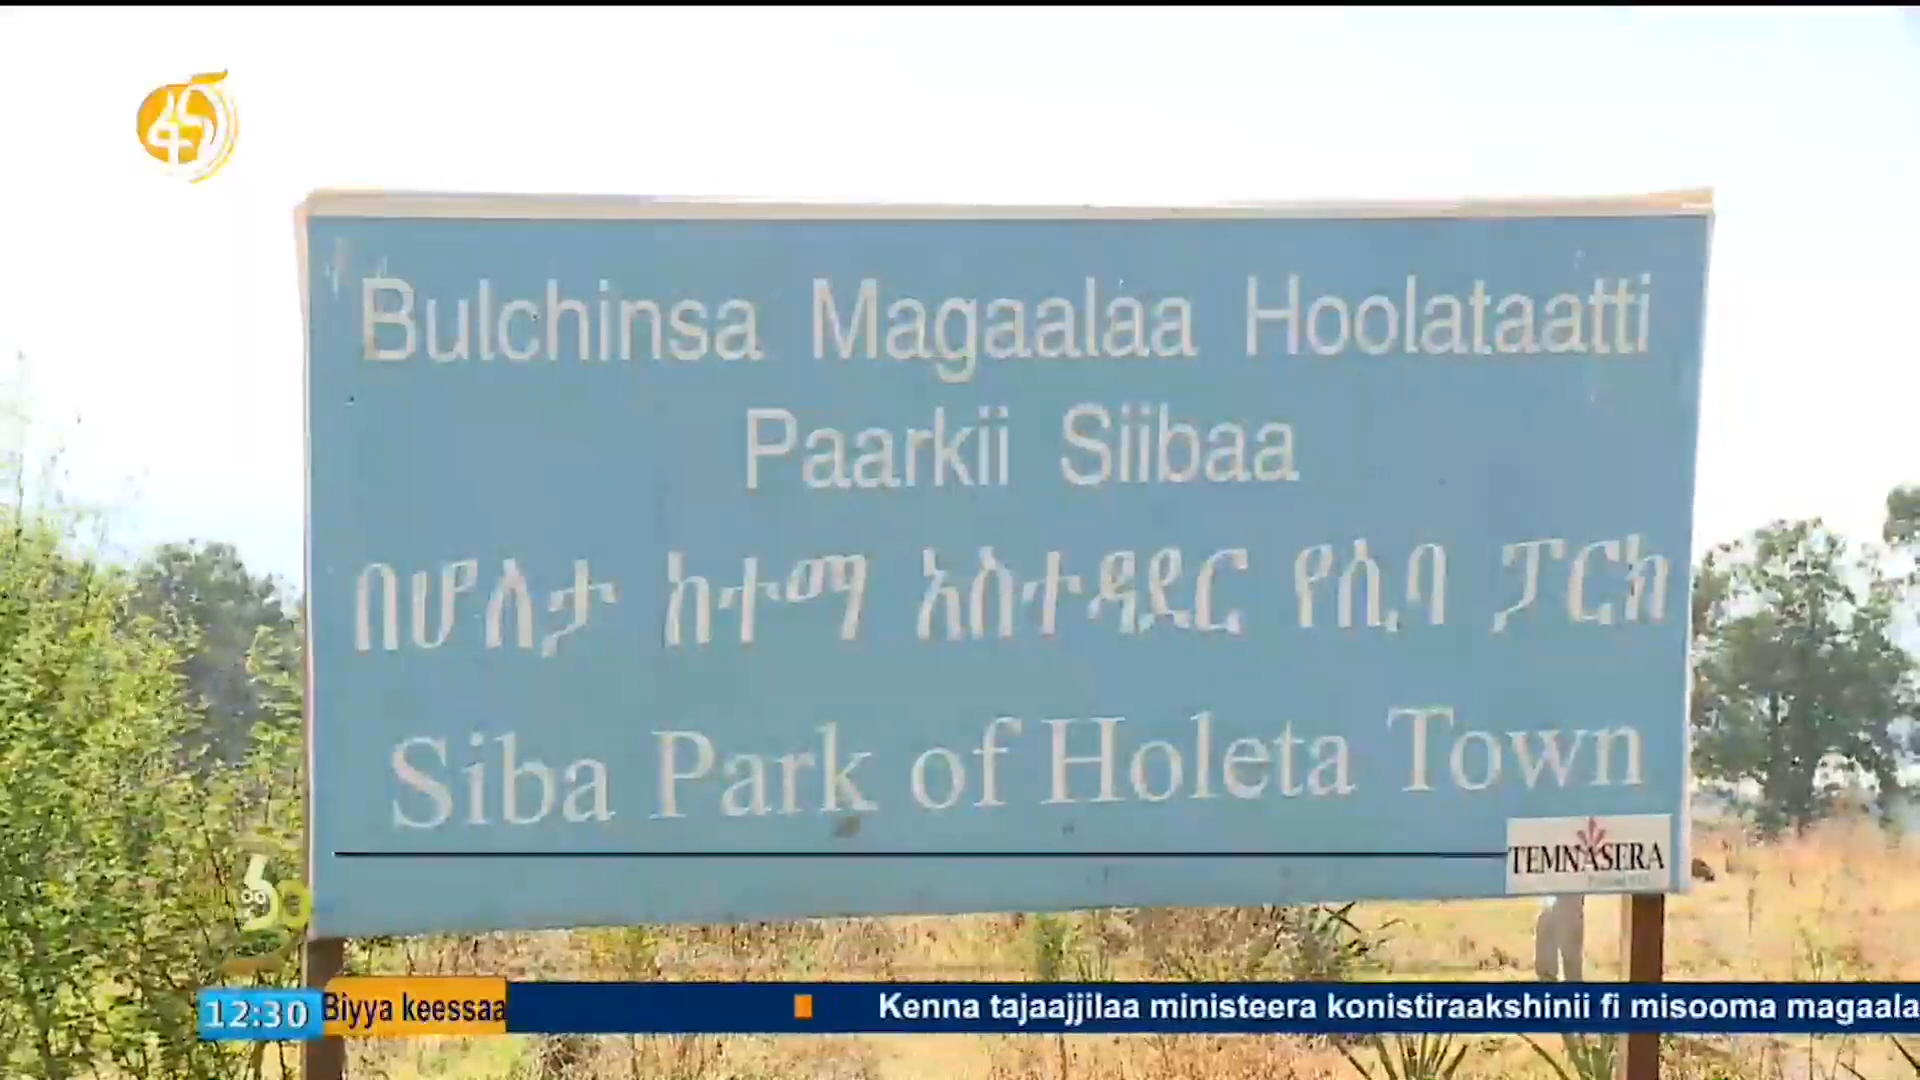 ፋና
Bulchinsa Magaalaa Hoolataatti
Paarkii Siibaa
በሆለታ ከተማ አስተዳደር የሲባ ፓርክ
Siba Park of Holeta Town
TEMNASERA
12:30 Biyya keessaa Kenna tajaajjilaa ministeera konistiraakshinii fi misooma magaala